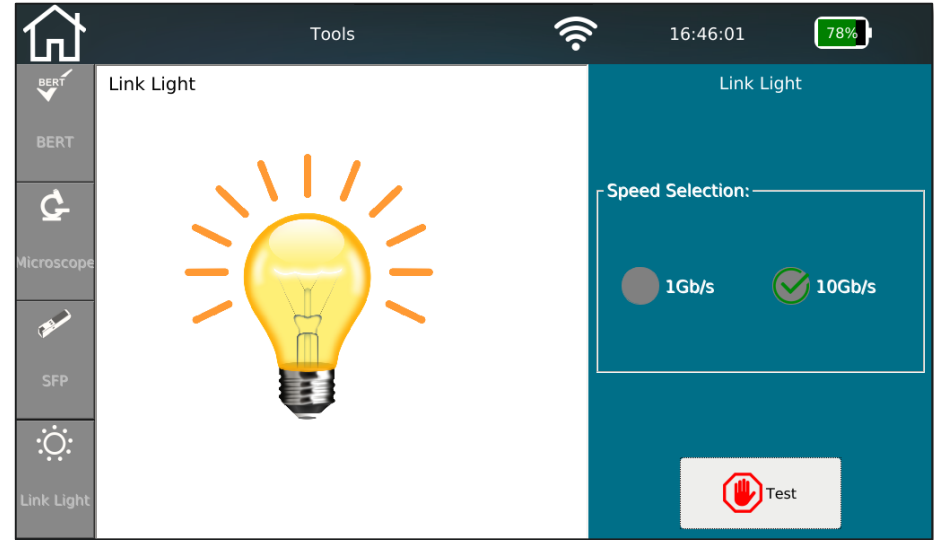 Tools
16:46:01
78%
BERT
BERT
Microscope
SFP
Link Light
Link Light
Link Light
Speed Selection:
1Gb/s
10Gb/s
Test